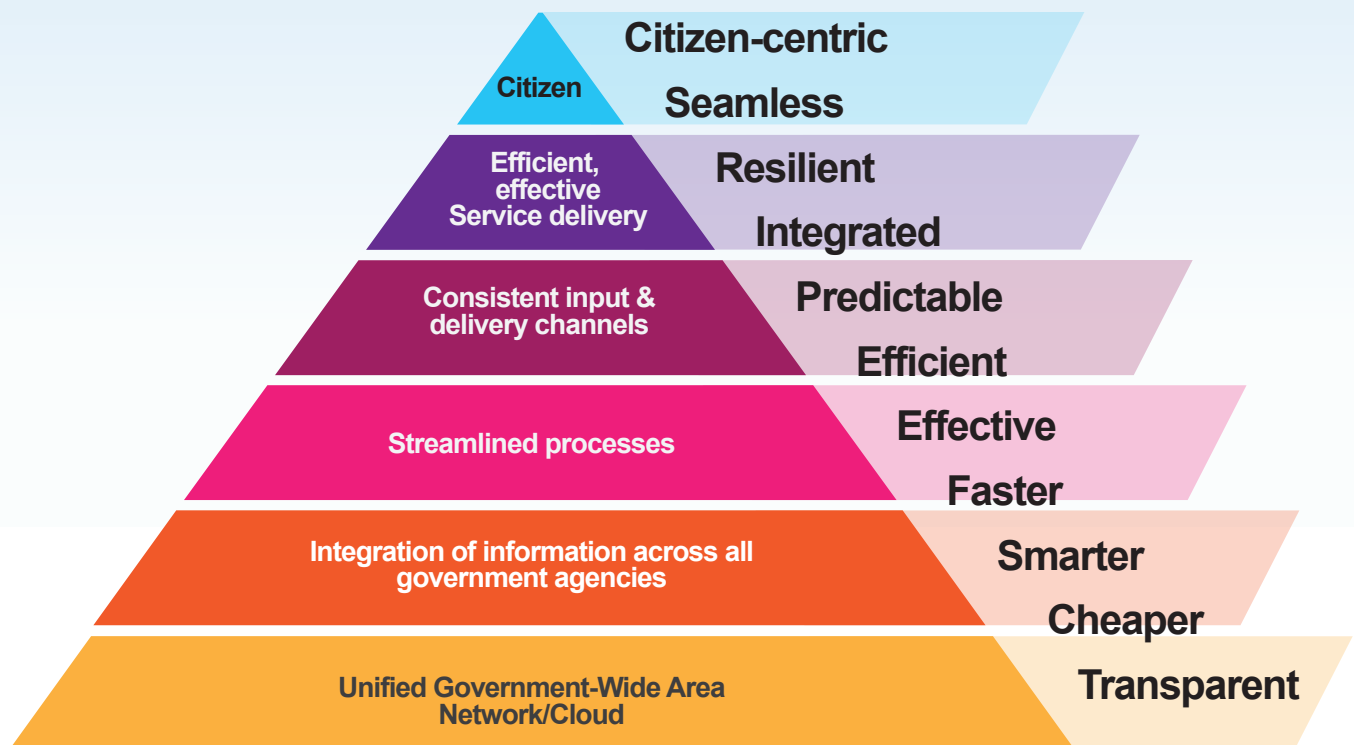 Citizen-centric
Citizen
Seamless
Efficient,
effective
Service delivery
Resilient
Integrated
Consistent input &
delivery channels
Predictable
Efficient
Streamlined processes
Effective
Faster
Integration of information across all
government agencies
Smarter
Cheaper
Unified Government-Wide Area
Network/Cloud
Transparent